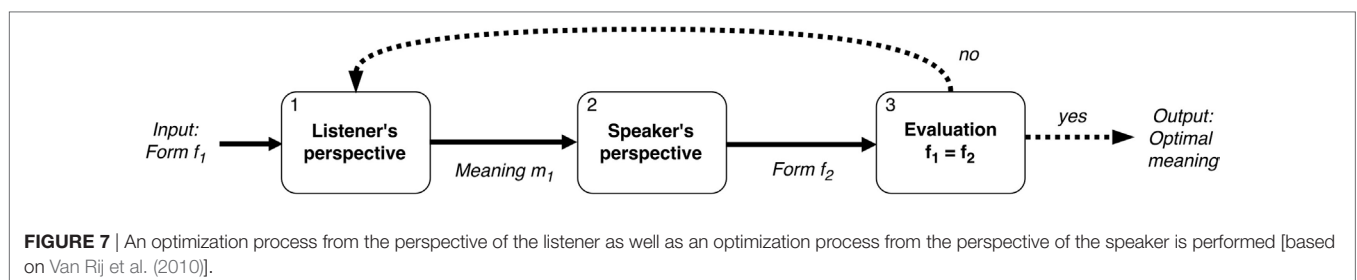 no
1
2
3
yes
Input:
Form f1
Listener's
perspective
Meaning m1
Speaker's
perspective
Form f2
Evaluation
f1 = f2
Output:
Optimal
meaning
FIGURE 7 | An optimization process from the perspective of the listener as well as an optimization process from the perspective of the speaker is performed [based
on Van Rij et al. (2010)].